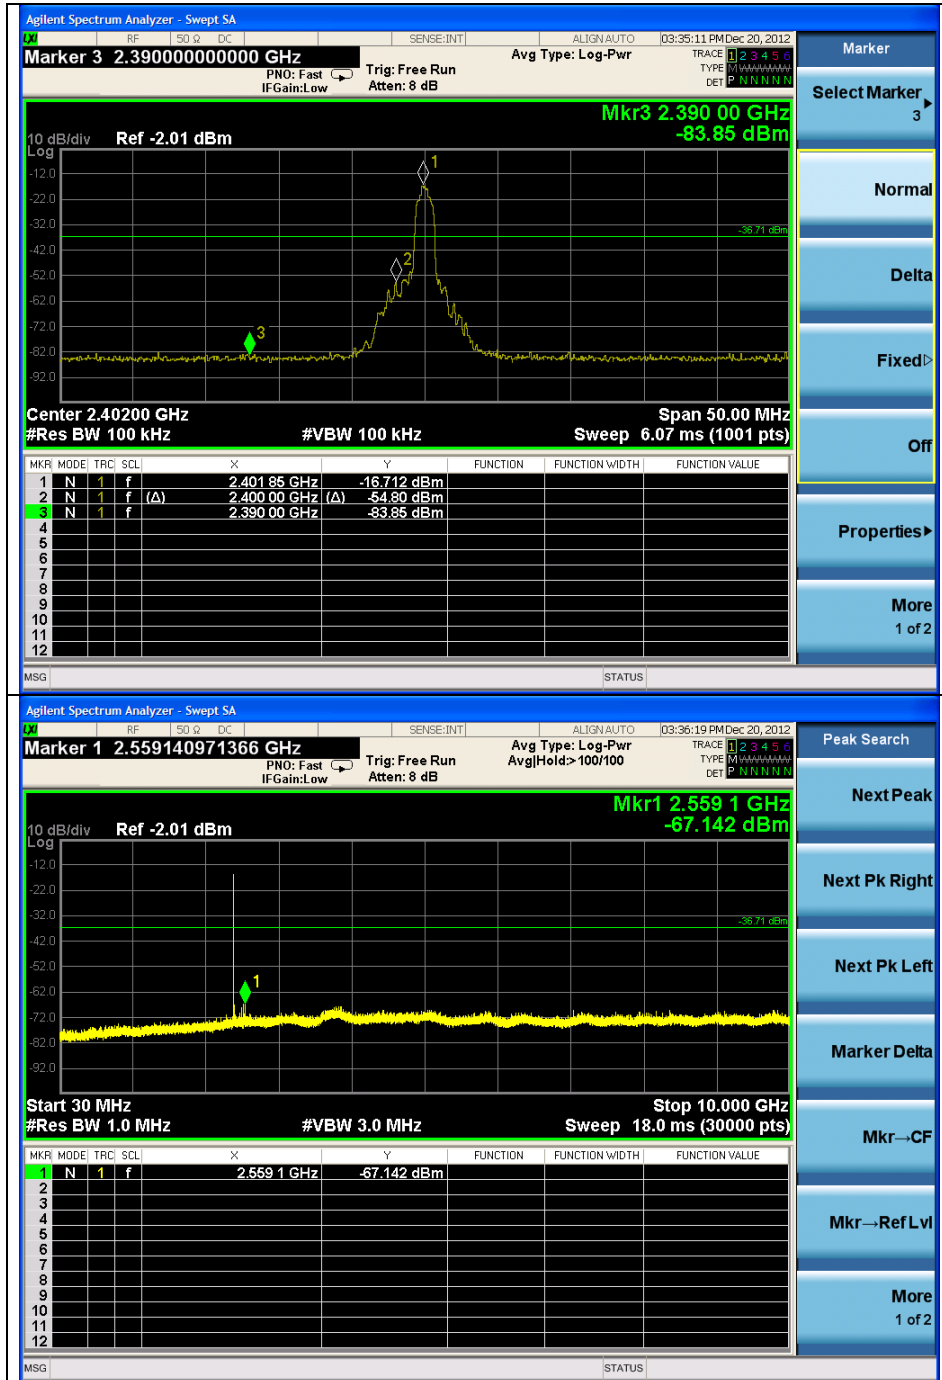 Agilent Spectrum Analyzer - Swept SA
LXI RF 50 Ω DC SENSE:INT ALIGN AUTO 03:35:11 PM Dec 20, 2012
Marker 3 2.390000000000 GHz
PNO: Fast
IFGain:Low
Trig: Free Run
Atten: 8 dB
Avg Type: Log-Pwr
TRACE 1 2 3 4 5 6
TYPE M WWWWW
DET P N N N N N
Mkr3 2.390 00 GHz
-83.85 dBm
10 dB/div Ref -2.01 dBm
Log
-12.0
-22.0
-32.0
-42.0
-52.0
-62.0
-72.0
-82.0
-92.0
1
2
3
-36.71 dBm
Center 2.40200 GHz Span 50.00 MHz
#Res BW 100 kHz #VBW 100 kHz Sweep 6.07 ms (1001 pts)
MKR MODE TRC SCL X Y FUNCTION FUNCTION WIDTH FUNCTION VALUE
1 N 1 f 2.401 85 GHz -16.712 dBm
2 N 1 f (Δ) 2.400 00 GHz (Δ) -54.80 dBm
3 N 1 f 2.390 00 GHz -83.85 dBm
4
5
6
7
8
9
10
11
12
MSG STATUS
Marker
Select Marker
3
Normal
Delta
Fixed
Off
Properties
More
1 of 2
Agilent Spectrum Analyzer - Swept SA
LXI RF 50 Ω DC SENSE:INT ALIGN AUTO 03:36:19 PM Dec 20, 2012
Marker 1 2.559140971366 GHz
PNO: Fast
IFGain:Low
Trig: Free Run
Atten: 8 dB
Avg Type: Log-Pwr
Avg|Hold:>100/100
TRACE 1 2 3 4 5 6
TYPE M WWWWW
DET P N N N N N
Mkr1 2.559 1 GHz
-67.142 dBm
10 dB/div Ref -2.01 dBm
Log
-12.0
-22.0
-32.0
-42.0
-52.0
-62.0
-72.0
-82.0
-92.0
1
-36.71 dBm
Start 30 MHz Stop 10.000 GHz
#Res BW 1.0 MHz #VBW 3.0 MHz Sweep 18.0 ms (30000 pts)
MKR MODE TRC SCL X Y FUNCTION FUNCTION WIDTH FUNCTION VALUE
1 N 1 f 2.559 1 GHz -67.142 dBm
2
3
4
5
6
7
8
9
10
11
12
MSG STATUS
Peak Search
Next Peak
Next Pk Right
Next Pk Left
Marker Delta
Mkr→CF
Mkr→Ref Lvl
More
1 of 2